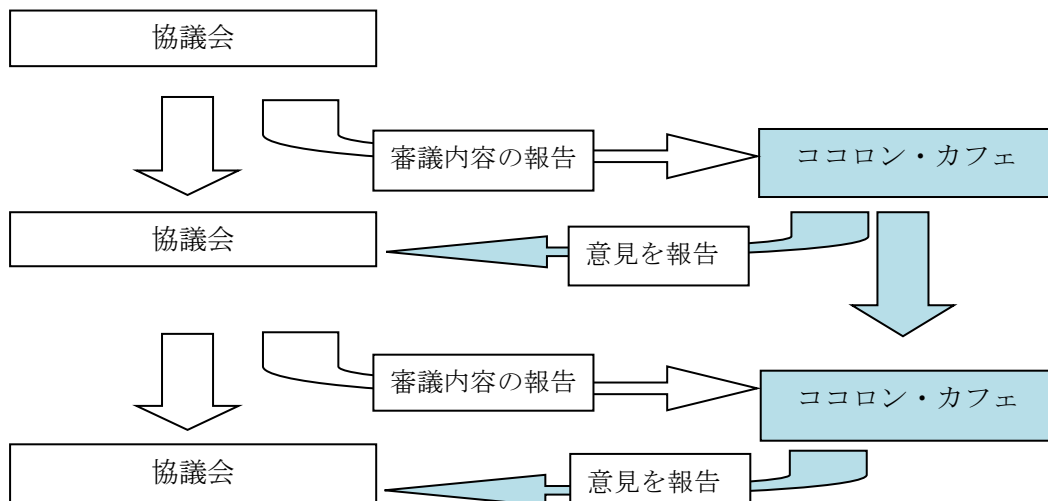 協議会
審議内容の報告
ココロン・カフェ
協議会
意見を報告
審議内容の報告
ココロン・カフェ
協議会
意見を報告